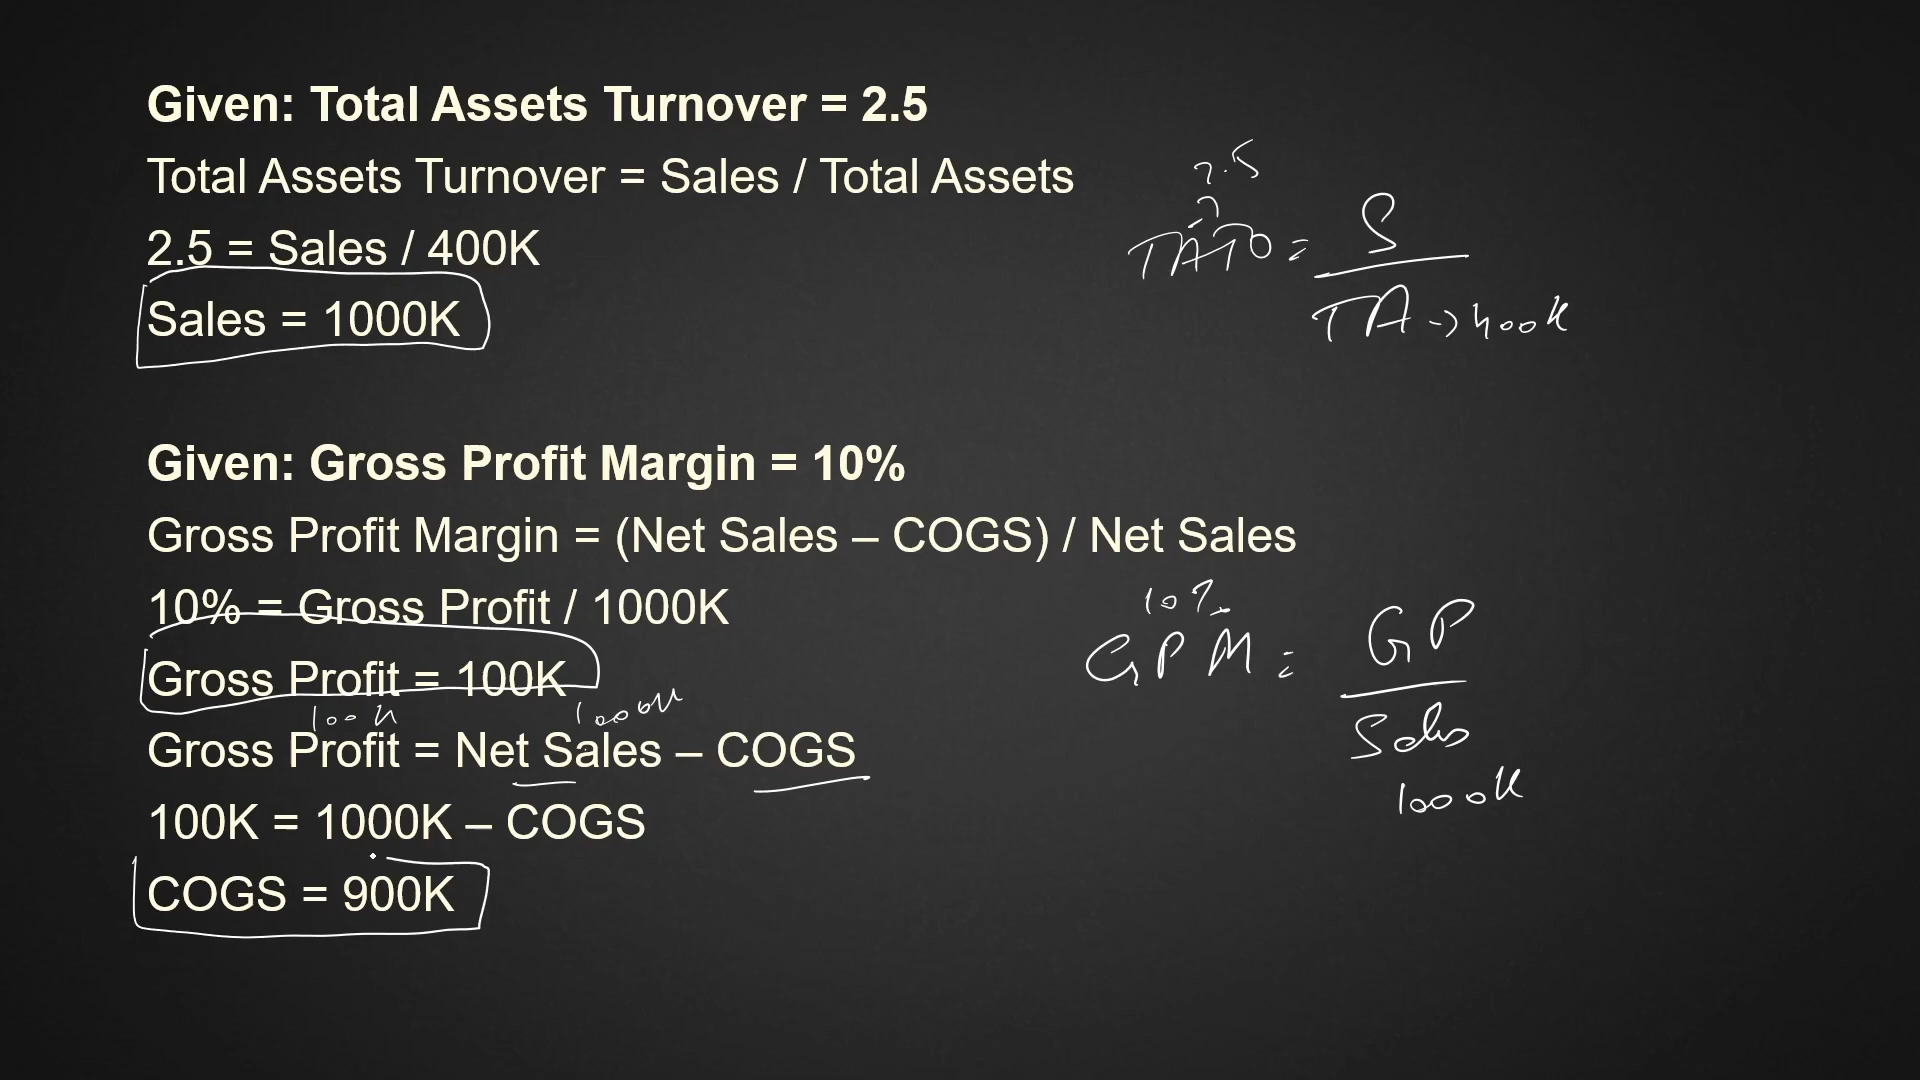 Given: Total Assets Turnover = 2.5
Total Assets Turnover = Sales / Total Assets
2.5 = Sales / 400K
Sales = 1000K
2.5
TATO = S
TA → 400K
Given: Gross Profit Margin = 10%
Gross Profit Margin = (Net Sales – COGS) / Net Sales
10% = Gross Profit / 1000K
Gross Profit = 100K
100K 1000K
Gross Profit = Net Sales – COGS
100K = 1000K – COGS
COGS = 900K
10%
GPM = GP
Sales
1000K